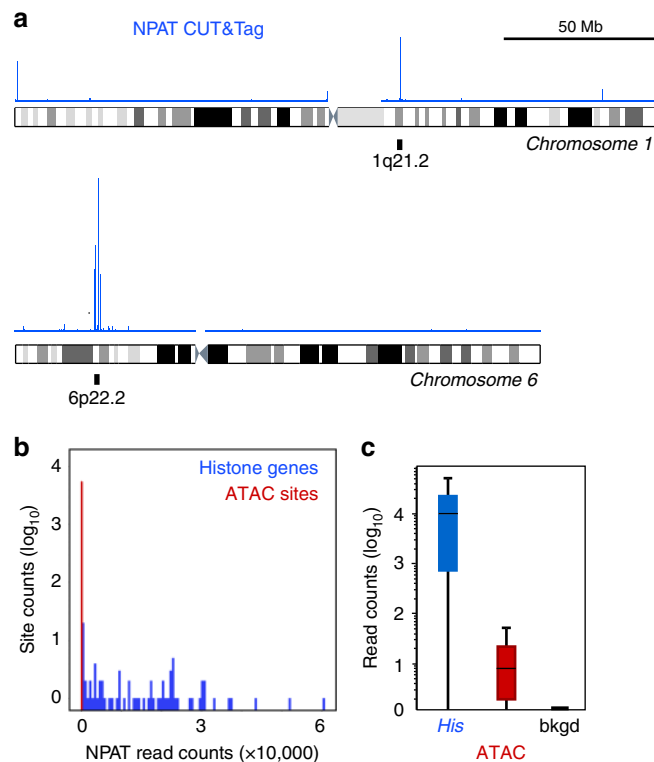 a
NPAT CUT&Tag
50 Mb
Chromosome 1
1q21.2
Chromosome 6
6p22.2
b
Histone genes
ATAC sites
Site counts (log10)
4
3
2
1
0
0
3
6
NPAT read counts (×10,000)
c
Read counts (log10)
4
3
2
1
0
His
bkgd
ATAC